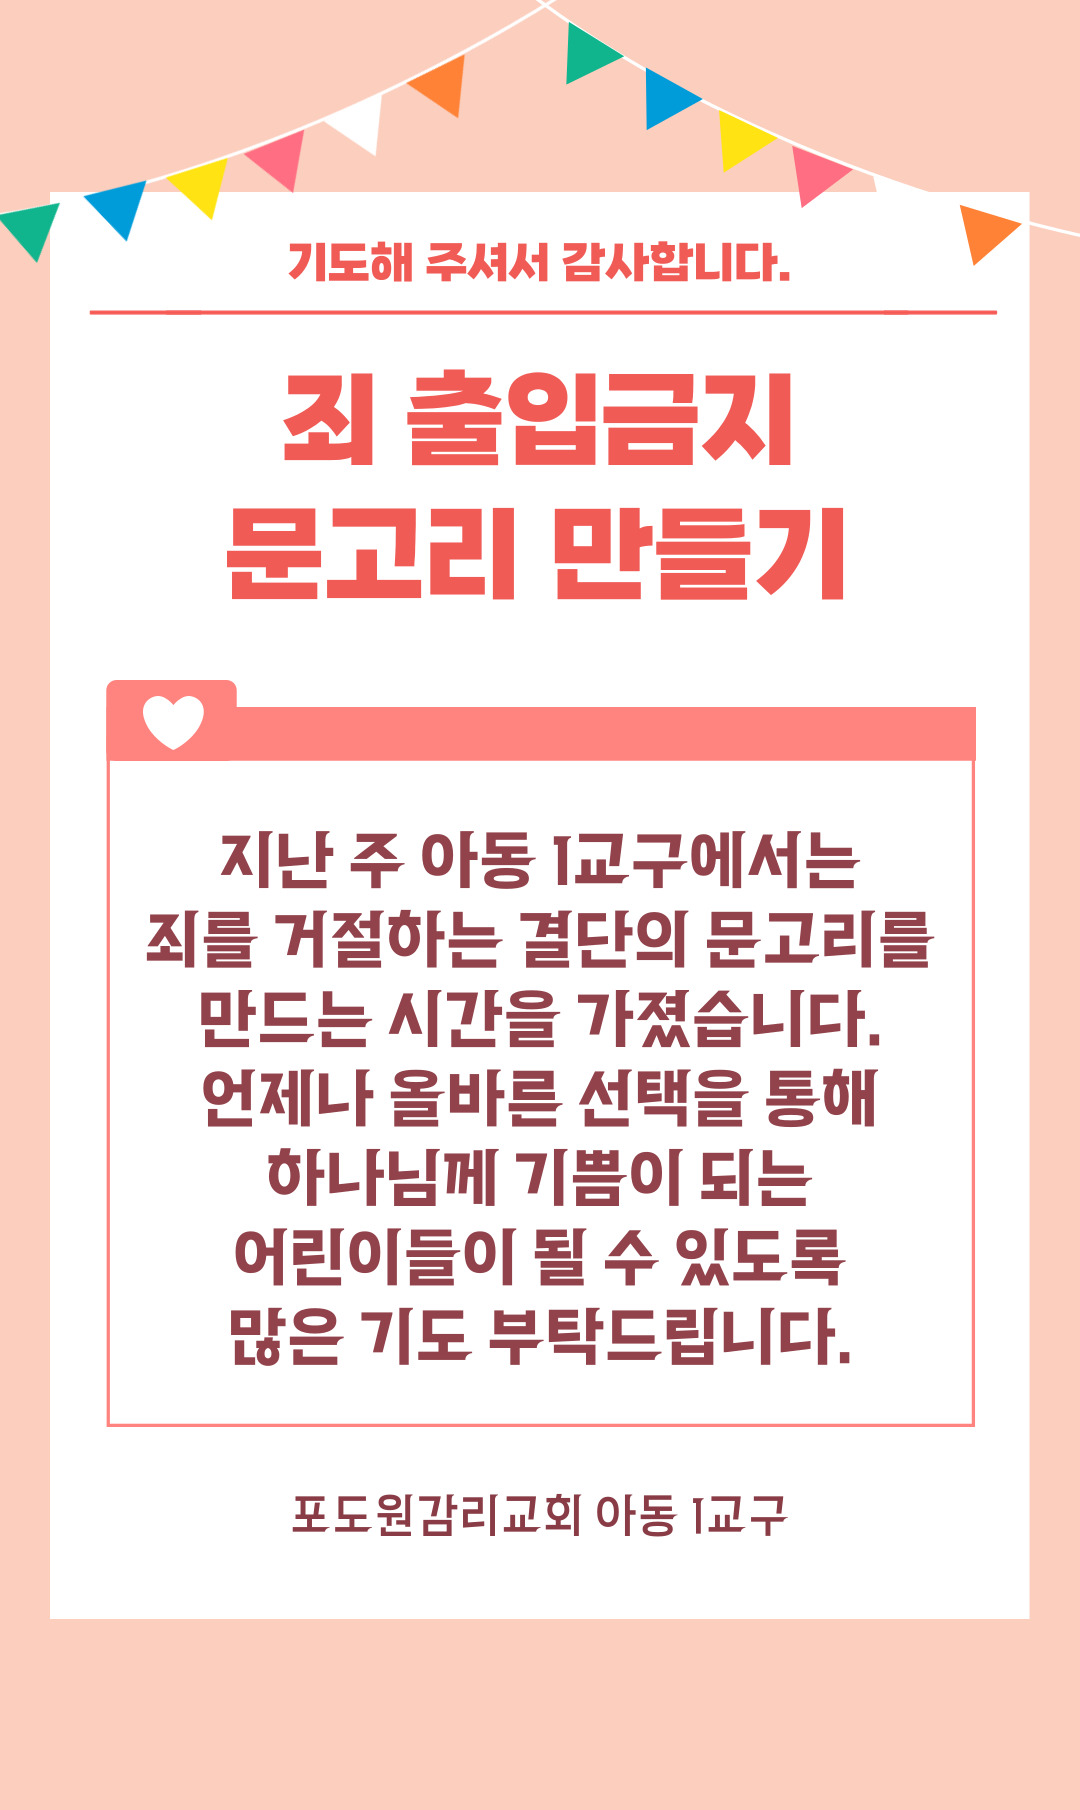 기도해 주셔서 감사합니다.
죄 출입금지
문고리 만들기
지난 주 아동 1교구에서는
죄를 거절하는 결단의 문고리를
만드는 시간을 가졌습니다.
언제나 올바른 선택을 통해
하나님께 기쁨이 되는
어린이들이 될 수 있도록
많은 기도 부탁드립니다.
포도원감리교회 아동 1교구